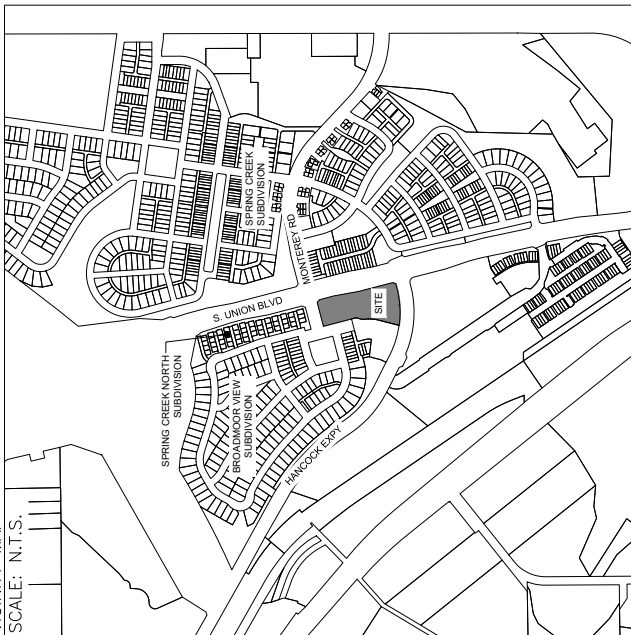 SPRING CREEK
SUBDIVISION
MONTEREY RD
S. UNION BLVD
SITE
SPRING CREEK NORTH
SUBDIVISION
BROADMOOR VIEW
SUBDIVISION
HANCOCK EXPY
SCALE: N.T.S.